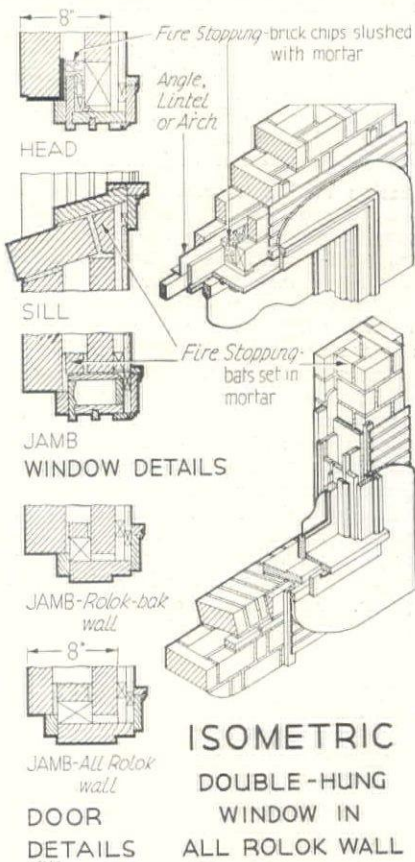 8"
Fire Stopping-brick chips slushed
with mortar
Angle,
Lintel
or Arch
HEAD
SILL
Fire Stopping-
bats set in
mortar
JAMB
WINDOW DETAILS
JAMB-Rolok-bak
wall
8"
JAMB-All Rolok
wall
DOOR
DETAILS
ISOMETRIC
DOUBLE-HUNG
WINDOW IN
ALL ROLOK WALL